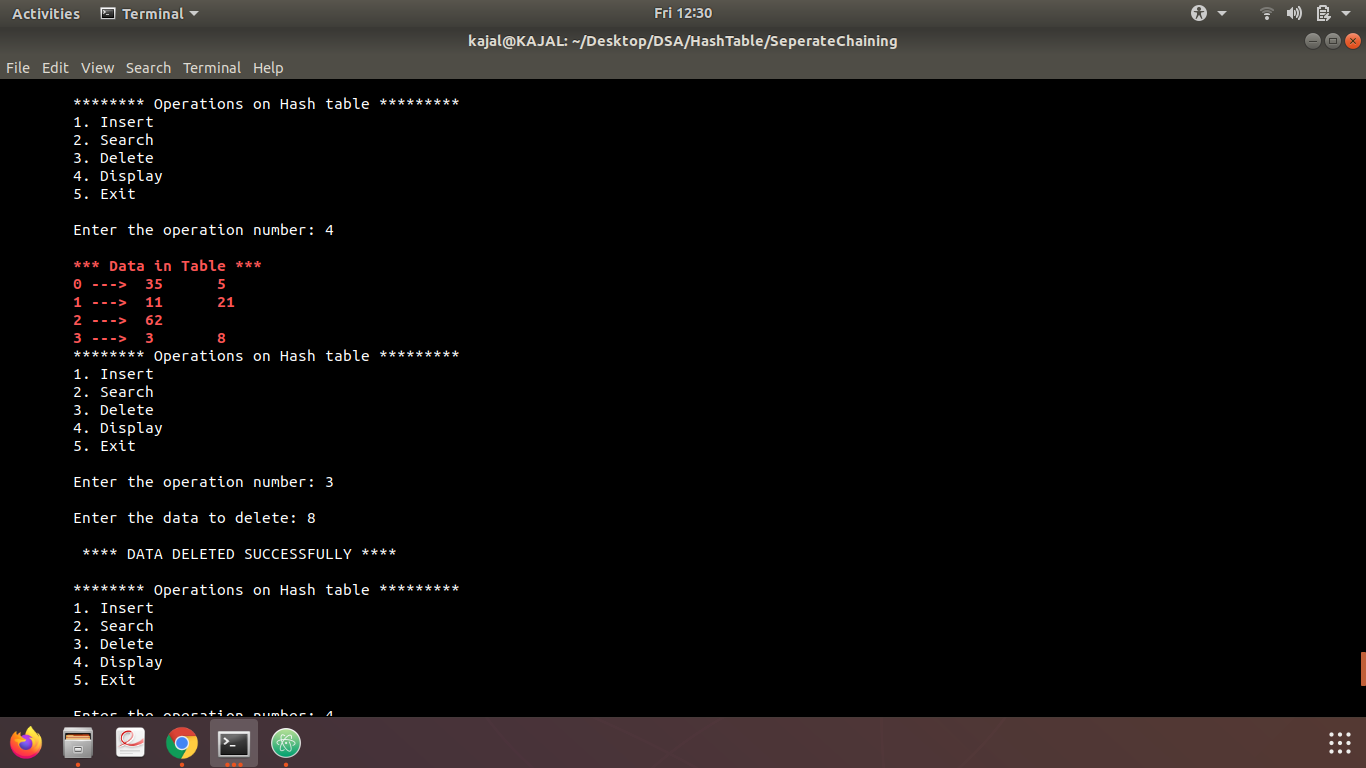 Activities Terminal Fri 12:30
kajal@KAJAL: ~/Desktop/DSA/HashTable/SeperateChaining
File Edit View Search Terminal Help
******** Operations on Hash table *********
1. Insert
2. Search
3. Delete
4. Display
5. Exit
Enter the operation number: 4
*** Data in Table ***
0 ---> 35 5
1 ---> 11 21
2 ---> 62
3 ---> 3 8
******** Operations on Hash table *********
1. Insert
2. Search
3. Delete
4. Display
5. Exit
Enter the operation number: 3
Enter the data to delete: 8
**** DATA DELETED SUCCESSFULLY ****
******** Operations on Hash table *********
1. Insert
2. Search
3. Delete
4. Display
5. Exit
Enter the operation number: 4